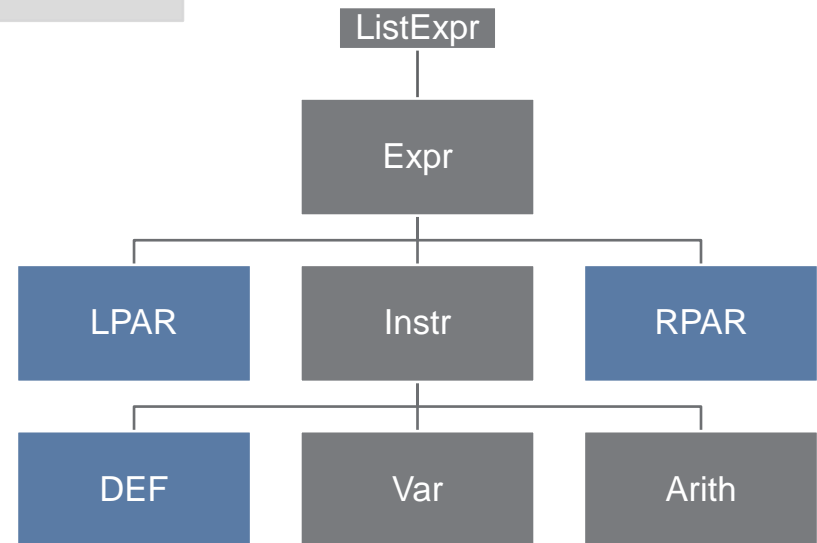 ListExpr
Expr
LPAR
Instr
RPAR
DEF
Var
Arith